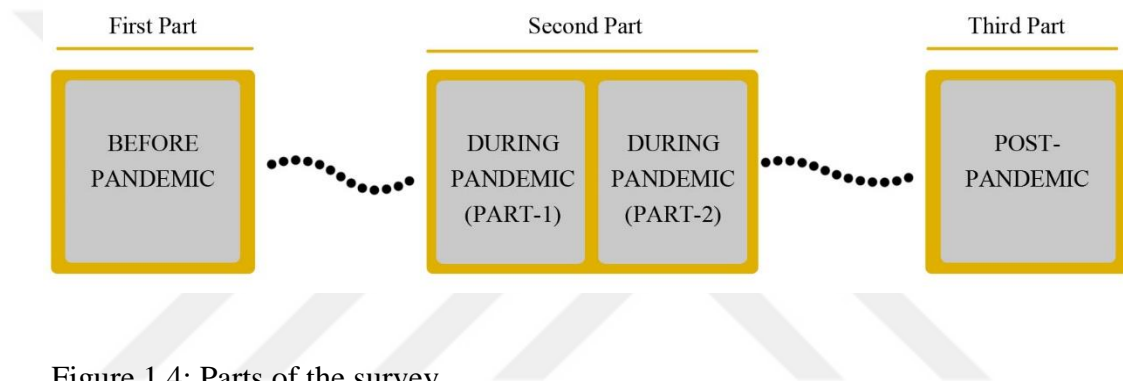 First Part
Second Part
Third Part
BEFORE
PANDEMIC
DURING
PANDEMIC
(PART-1)
DURING
PANDEMIC
(PART-2)
POST-
PANDEMIC
Figure 1.4: Parts of the survey